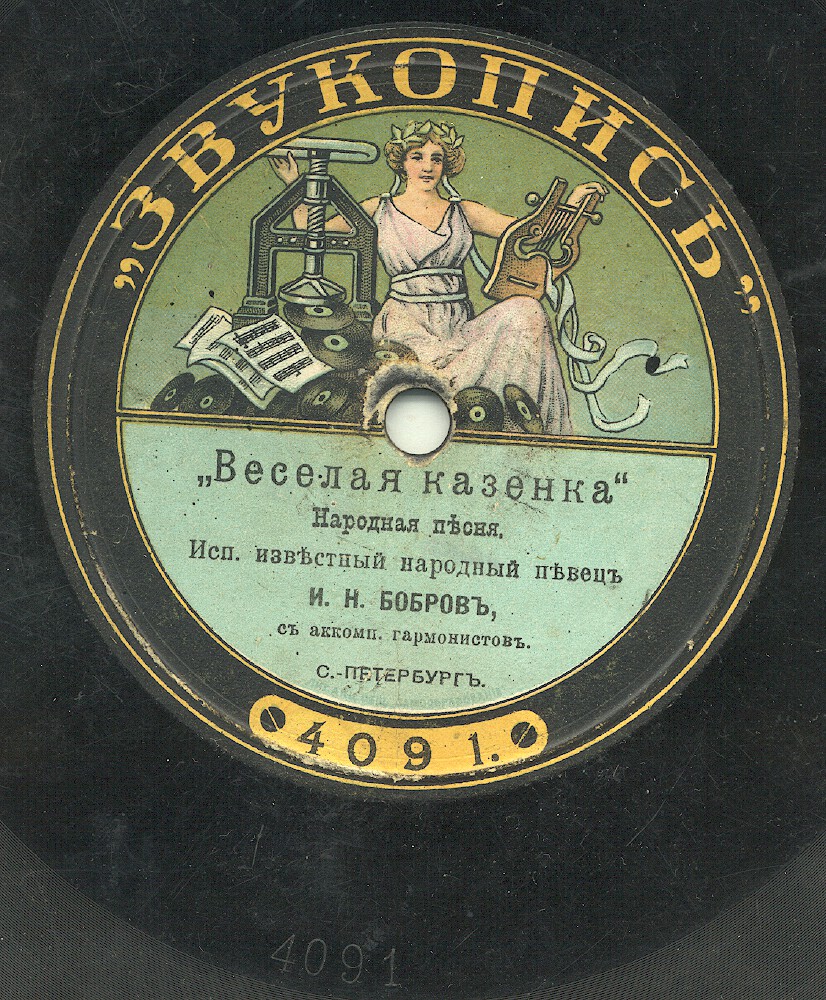 „ЗВУКОПИСЬ”
„Веселая казенка“
Народная пѣсня.
Исп. извѣстный народный пѣвецъ
И. Н. БОБРОВЪ,
съ аккомп. гармонистовъ.
С.-ПЕТЕРБУРГЪ.
4091.
4091